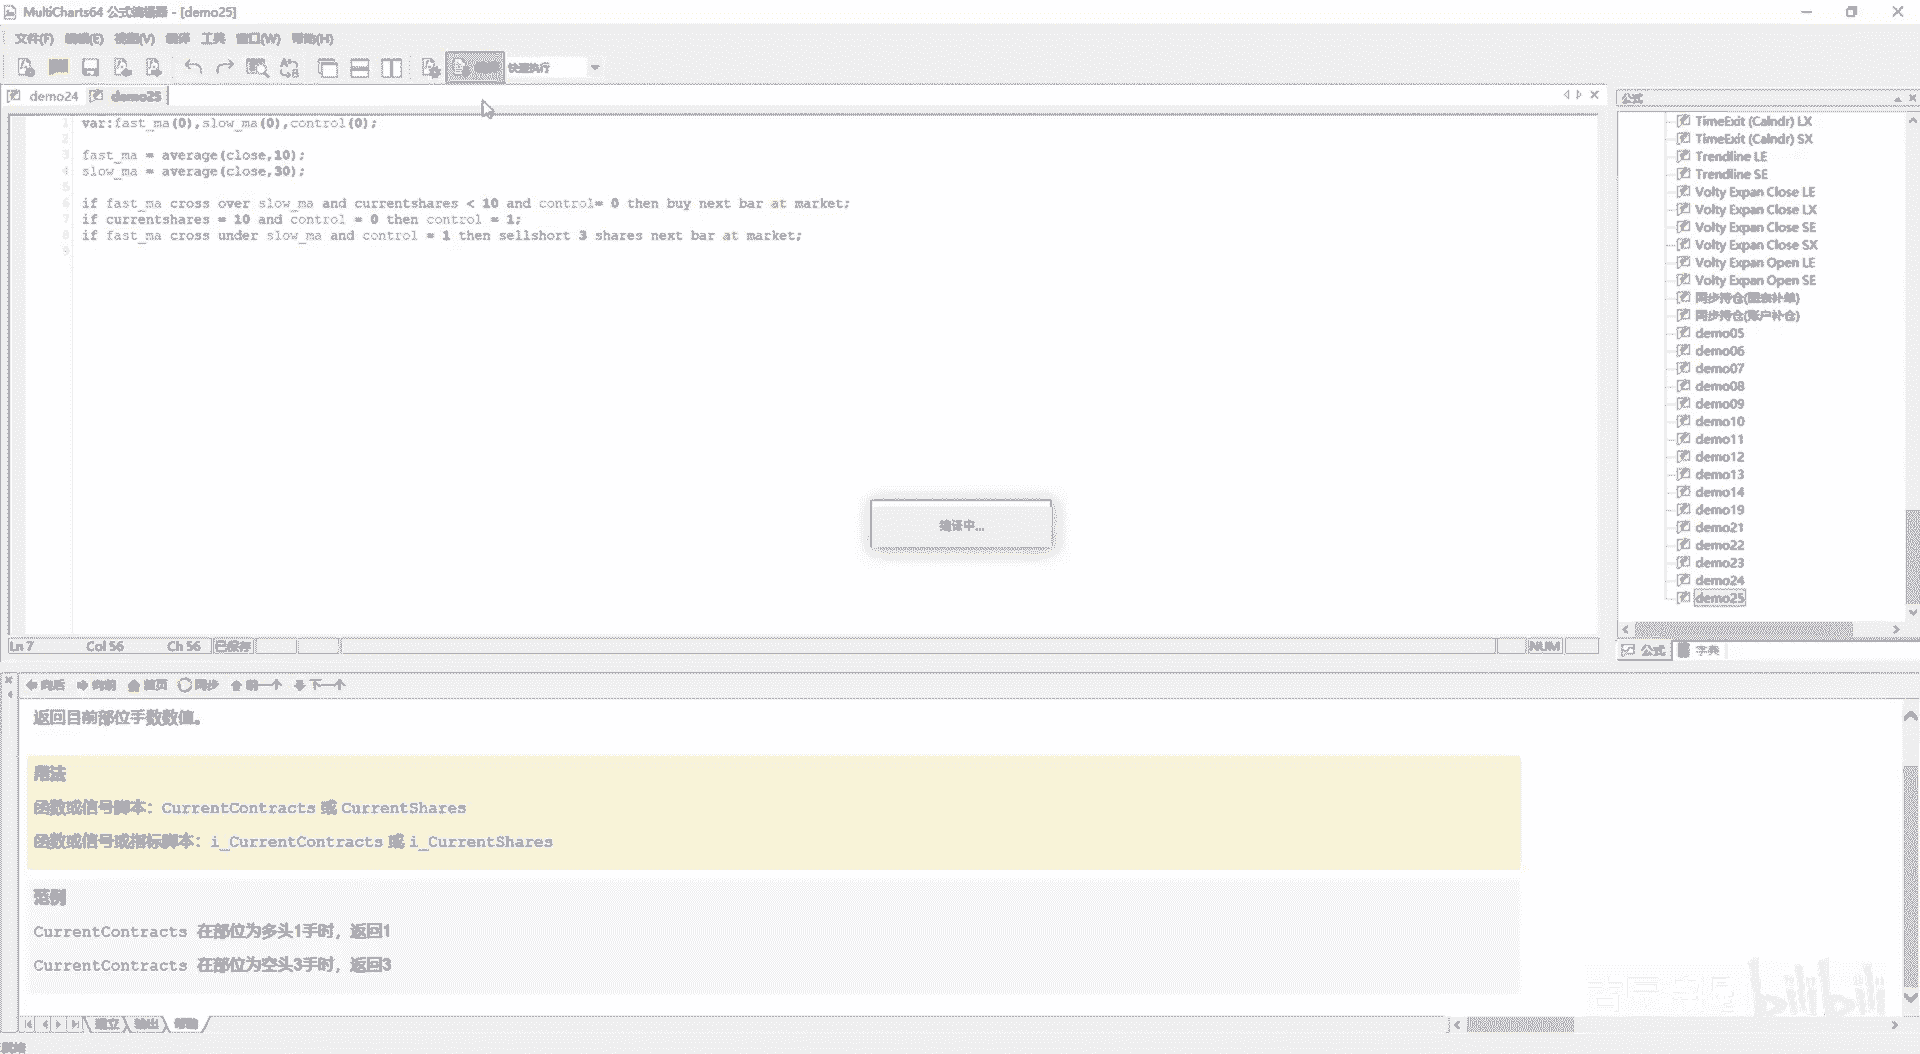 MultiCharts64 公式编辑器 - [demo25]
文件(F) 编辑(E) 视图(V) 编译 工具 窗口(W) 帮助(H)
编译 快速执行
demo24 demo25
公式
1 var:fast_ma(0),slow_ma(0),control(0);
2
3 fast_ma = average(close,10);
4 slow_ma = average(close,30);
5
6 if fast_ma cross over slow_ma and currentshares < 10 and control= 0 then buy next bar at market;
7 if currentshares = 10 and control = 0 then control = 1;
8 if fast_ma cross under slow_ma and control = 1 then sellshort 3 shares next bar at market;
9
TimeExit (Calndr) LX
TimeExit (Calndr) SX
Trendline LE
Trendline SE
Volty Expan Close LE
Volty Expan Close LX
Volty Expan Close SE
Volty Expan Close SX
Volty Expan Open LE
Volty Expan Open SE
同步持仓(图表补单)
同步持仓(账户补仓)
demo05
demo06
demo07
demo08
demo09
demo10
demo11
demo12
demo13
demo14
demo19
demo21
demo22
demo23
demo24
demo25
编译中...
Ln 7 Col 56 Ch 56 已保存 NUM
公式 字典
向后 向前 首页 同步 前一个 下一个
返回目前部位手数数值。
用法
函数或信号脚本: CurrentContracts 或 CurrentShares
函数或信号或指标脚本: i_CurrentContracts 或 i_CurrentShares
范例
CurrentContracts 在部位为多头1手时，返回1
CurrentContracts 在部位为空头3手时，返回3
bilibili
建立 输出 帮助
就绪